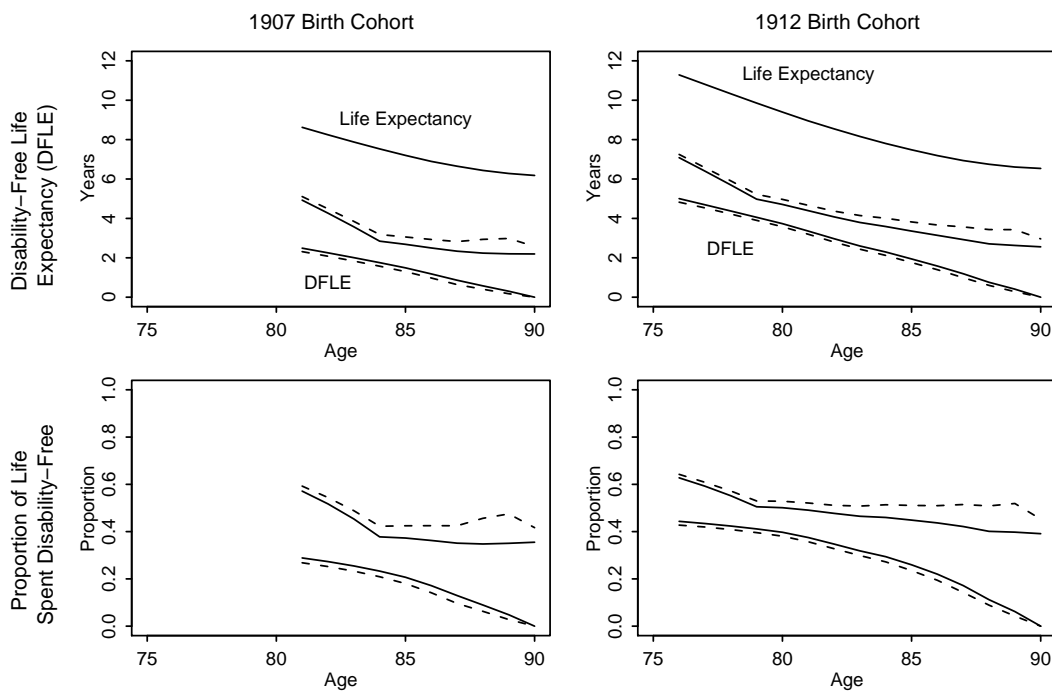 1907 Birth Cohort
1912 Birth Cohort
Disability−Free Life
Expectancy (DFLE)
Years
0 2 4 6 8 10 12
Life Expectancy
DFLE
75 80 85 90
Age
Years
0 2 4 6 8 10 12
Life Expectancy
DFLE
75 80 85 90
Age
Proportion of Life
Spent Disability−Free
Proportion
0.0 0.2 0.4 0.6 0.8 1.0
75 80 85 90
Age
Proportion
0.0 0.2 0.4 0.6 0.8 1.0
75 80 85 90
Age